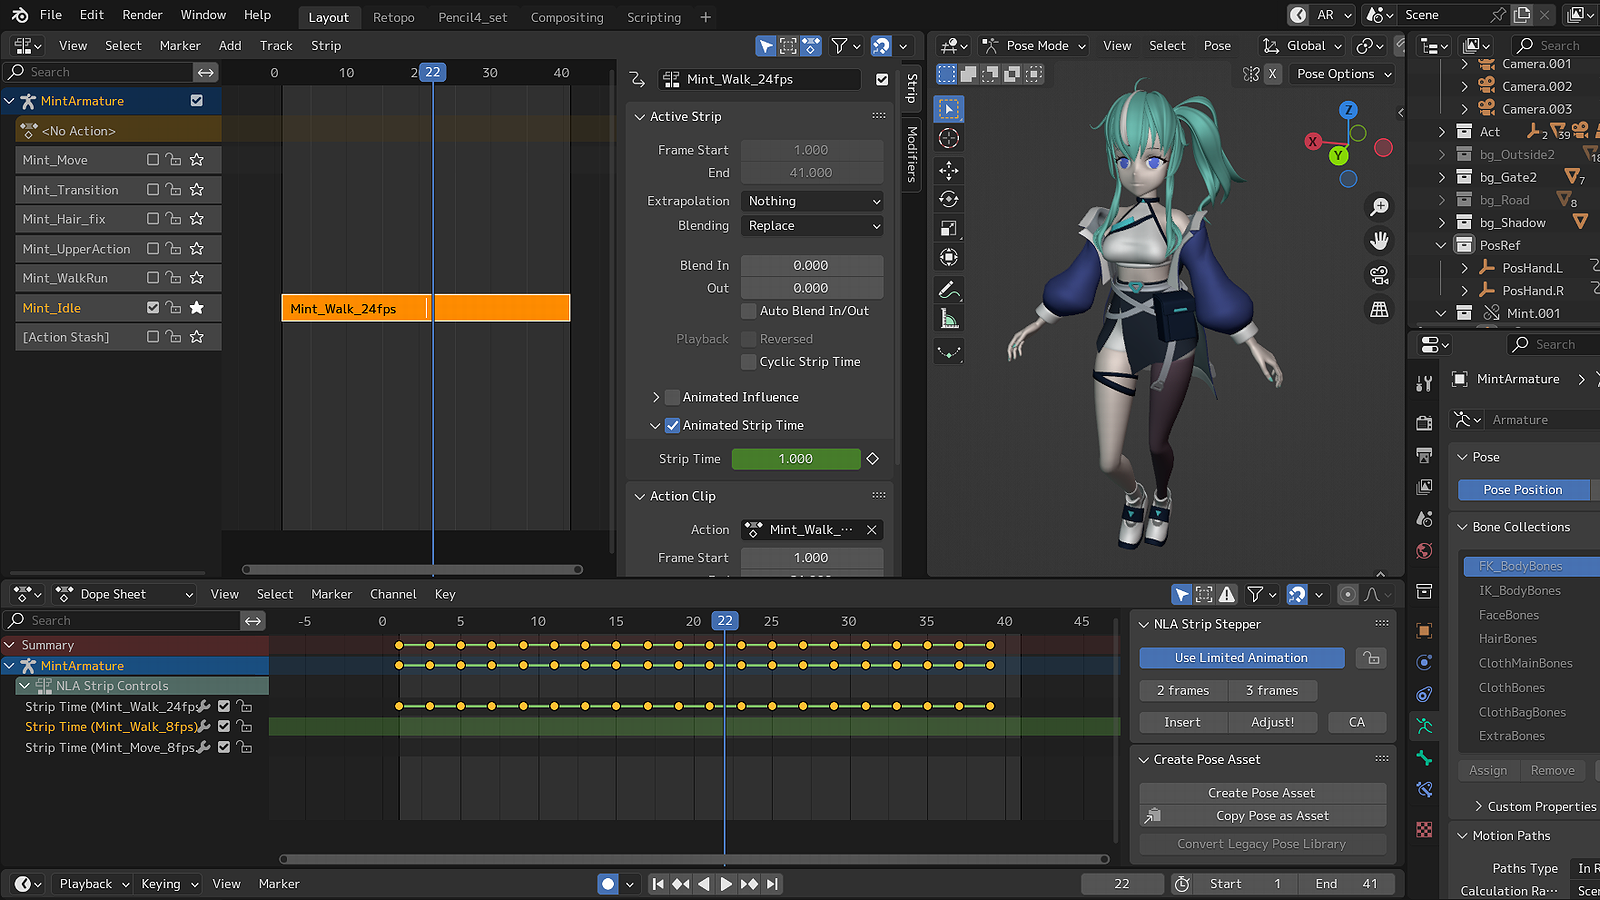 File Edit Render Window Help Layout Retopo Pencil4_set Compositing Scripting + AR Scene
View Select Marker Add Track Strip
Search 0 10 2 22 30 40
MintArmature
<No Action>
Mint_Move
Mint_Transition
Mint_Hair_fix
Mint_UpperAction
Mint_WalkRun
Mint_Idle Mint_Walk_24fps
[Action Stash]
Mint_Walk_24fps
Strip
Modifiers
Active Strip
Frame Start 1.000
End 41.000
Extrapolation Nothing
Blending Replace
Blend In 0.000
Out 0.000
Auto Blend In/Out
Playback Reversed
Cyclic Strip Time
Animated Influence
Animated Strip Time
Strip Time 1.000
Action Clip
Action Mint_Walk_···
Frame Start 1.000
Pose Mode View Select Pose Global
X Pose Options
Z
X
Y
Search
Camera.001
Camera.002
Camera.003
Act 2 39
bg_Outside2 18
bg_Gate2 7
bg_Road 8
bg_Shadow
PosRef
PosHand.L
PosHand.R
Mint.001
Search
MintArmature
Armature
Pose
Pose Position
Bone Collections
FK_BodyBones
IK_BodyBones
FaceBones
HairBones
ClothMainBones
ClothBones
ClothBagBones
ExtraBones
Assign Remove
Custom Properties
Motion Paths
Paths Type In R
Calculation Ra··· Scen
Dope Sheet View Select Marker Channel Key
Search -5 0 5 10 15 20 22 25 30 35 40 45
Summary
MintArmature
NLA Strip Controls
Strip Time (Mint_Walk_24fps
Strip Time (Mint_Walk_8fps)
Strip Time (Mint_Move_8fps
NLA Strip Stepper
Use Limited Animation
2 frames 3 frames
Insert Adjust! CA
Create Pose Asset
Create Pose Asset
Copy Pose as Asset
Convert Legacy Pose Library
Playback Keying View Marker 22 Start 1 End 41